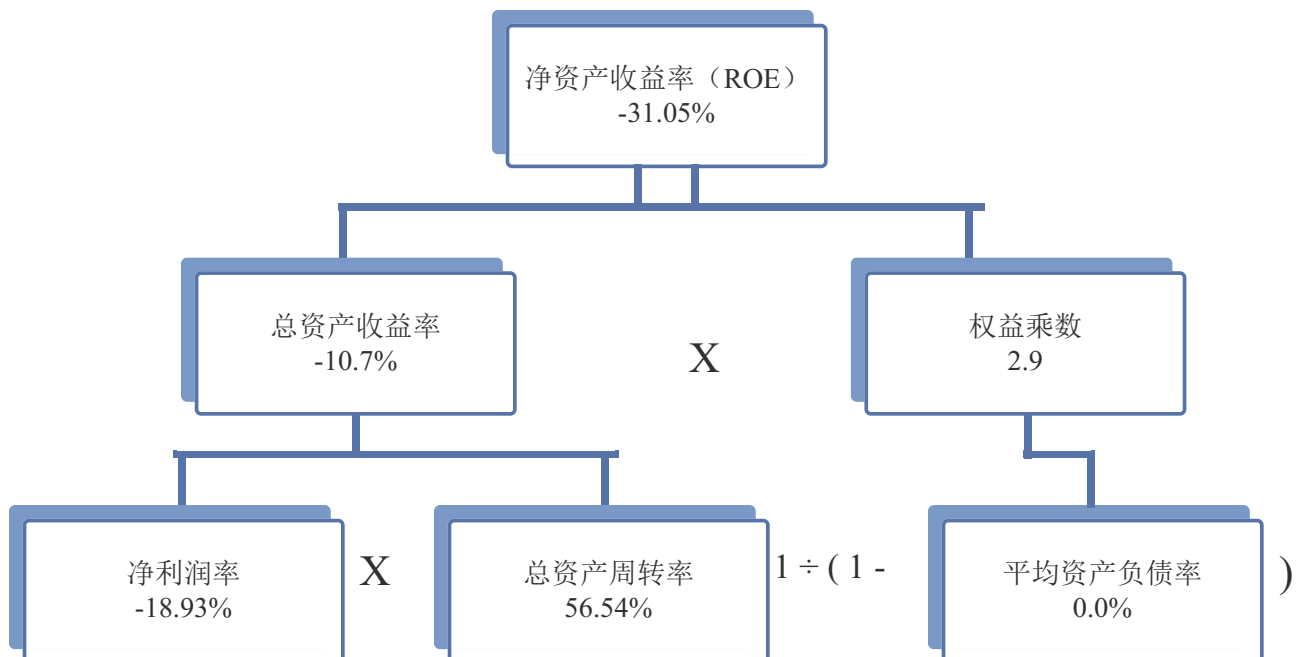 净资产收益率（ROE）
-31.05%
总资产收益率
-10.7%
X
权益乘数
2.9
净利润率
-18.93%
X
总资产周转率
56.54%
1 ÷ ( 1 -
平均资产负债率
0.0%
)